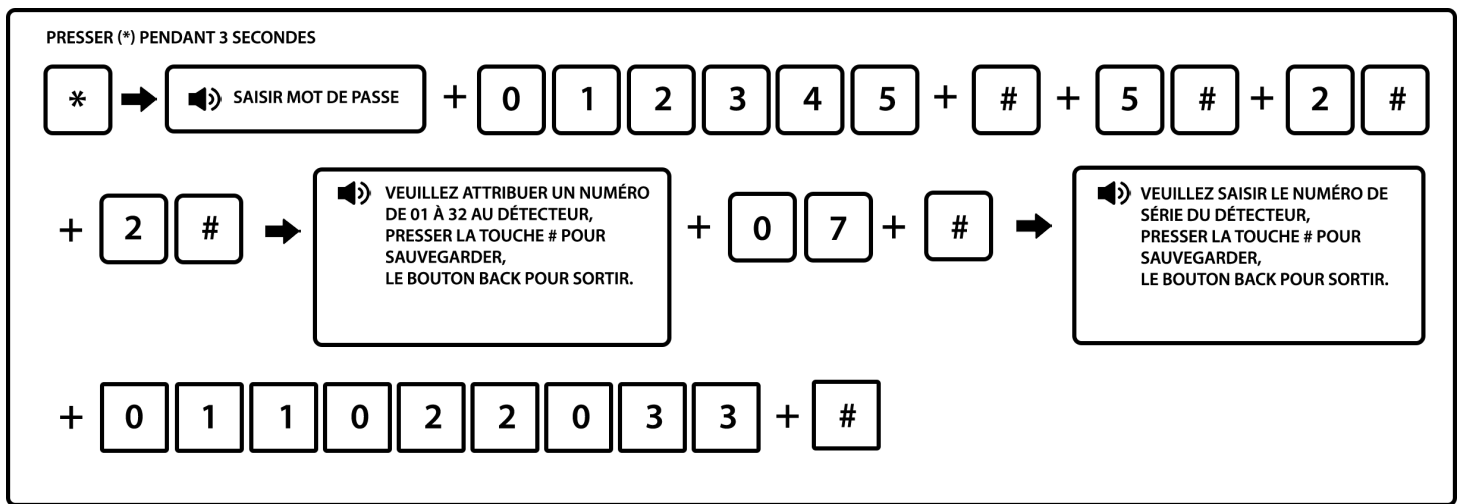 PRESSER (*) PENDANT 3 SECONDES
* SAISIR MOT DE PASSE + 0 1 2 3 4 5 + # + 5 # + 2 #
+ 2 #
VEUILLEZ ATTRIBUER UN NUMÉRO
DE 01 À 32 AU DÉTECTEUR,
PRESSER LA TOUCHE # POUR
SAUVEGARDER,
LE BOUTON BACK POUR SORTIR.
+ 0 7 + #
VEUILLEZ SAISIR LE NUMÉRO DE
SÉRIE DU DÉTECTEUR,
PRESSER LA TOUCHE # POUR
SAUVEGARDER,
LE BOUTON BACK POUR SORTIR.
+ 0 1 1 0 2 2 0 3 3 + #